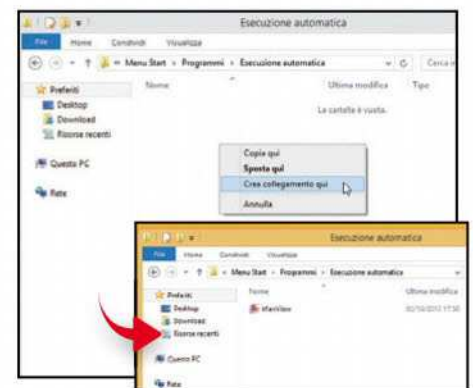 Esecuzione automatica
File Home Condividi Visualizza
Menu Start Programmi Esecuzione automatica Cerca
Preferiti Nome Ultima modifica Tipo
Desktop La cartella è vuota.
Download
Risorse recenti
Questo PC
Rete
Copia qui
Sposta qui
Crea collegamento qui
Annulla
Esecuzione automatica
File Home Condividi Visualizza
Menu Start Programmi Esecuzione automatica
Preferiti Nome Ultima modifica
Desktop IrfanView
Download
Risorse recenti
Questo PC
Rete